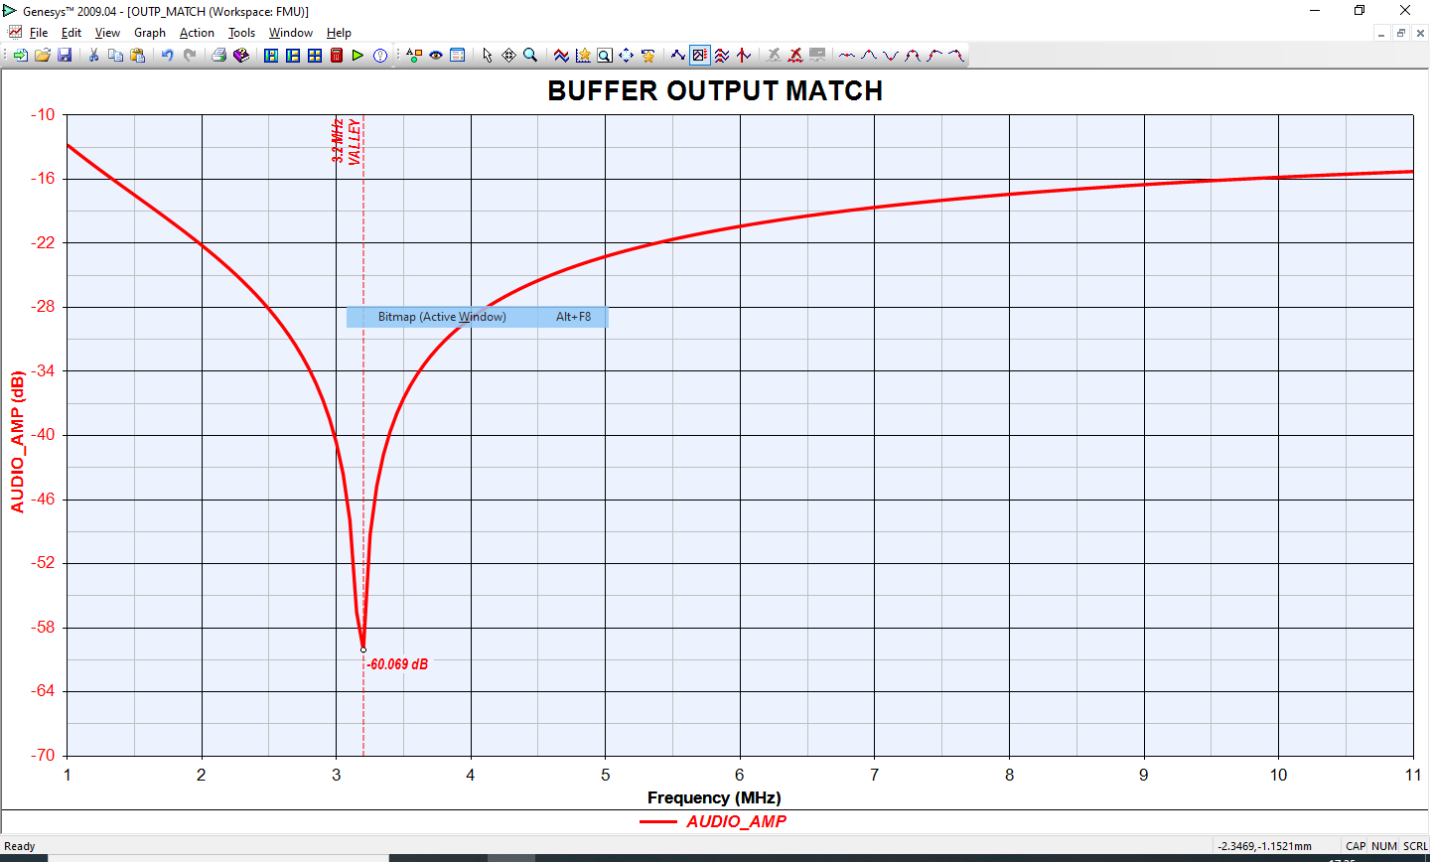 Genesys™ 2009.04 - [OUTP_MATCH (Workspace: FMU)]
File Edit View Graph Action Tools Window Help
BUFFER OUTPUT MATCH
3.2 MHz
VALLEY
-10
-16
-22
-28
-34
-40
-46
-52
-58
-64
-70
AUDIO_AMP (dB)
Bitmap (Active Window) Alt+F8
-60.069 dB
1 2 3 4 5 6 7 8 9 10 11
Frequency (MHz)
AUDIO_AMP
Ready -2.3469,-1.1521mm CAP NUM SCRL